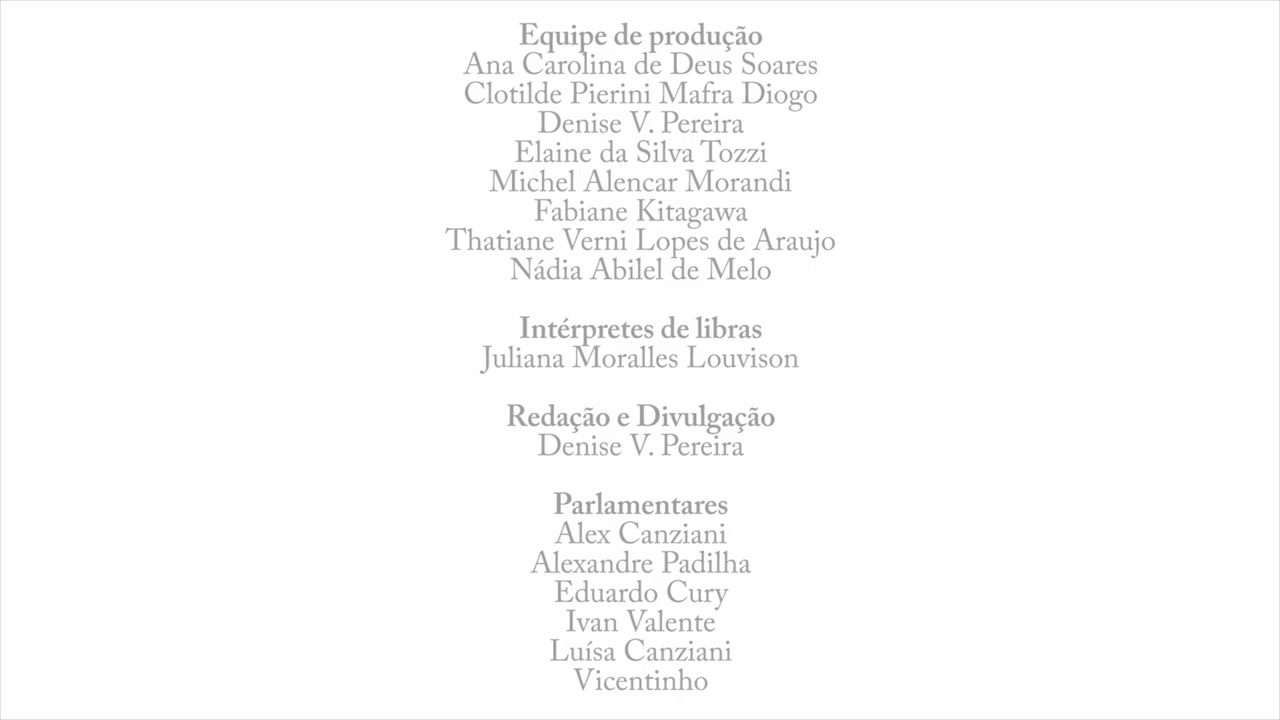 Equipe de produção
Ana Carolina de Deus Soares
Clotilde Pierini Mafra Diogo
Denise V. Pereira
Elaine da Silva Tozzi
Michel Alencar Morandi
Fabiane Kitagawa
Thatiane Verni Lopes de Araujo
Nádia Abilel de Melo
Intérpretes de libras
Juliana Moralles Louvison
Redação e Divulgação
Denise V. Pereira
Parlamentares
Alex Canziani
Alexandre Padilha
Eduardo Cury
Ivan Valente
Luísa Canziani
Vicentinho